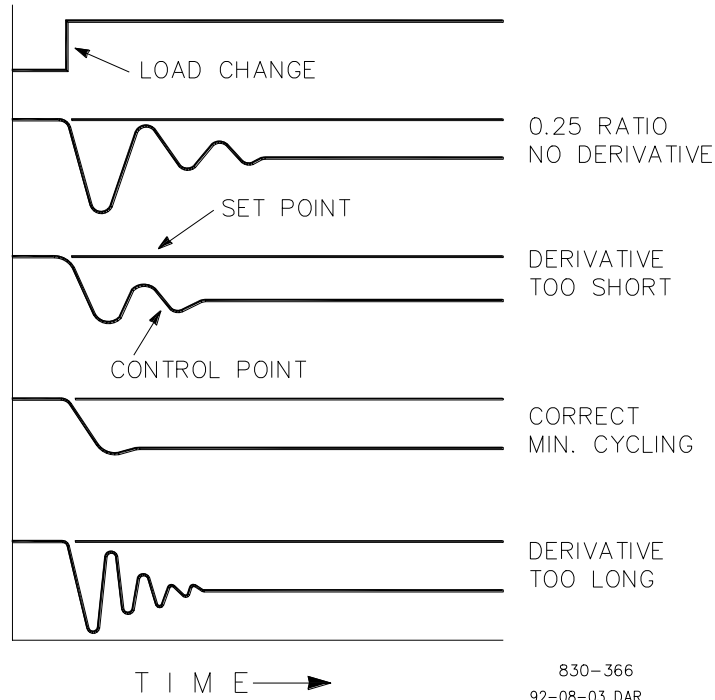 LOAD CHANGE
0.25 RATIO
NO DERIVATIVE
SET POINT
DERIVATIVE
TOO SHORT
CONTROL POINT
CORRECT
MIN. CYCLING
DERIVATIVE
TOO LONG
TIME
830-366
92-08-03 DAR